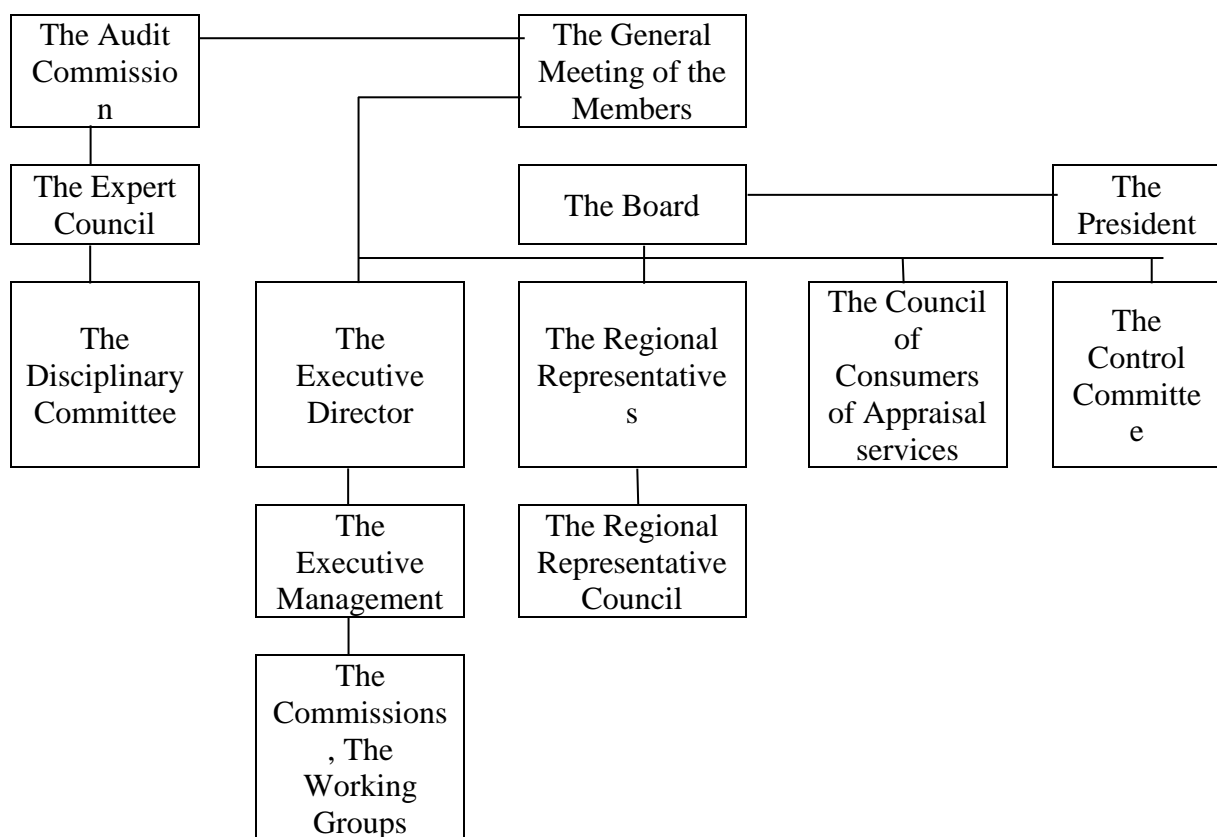 The Audit
Commissio
n
The General
Meeting of the
Members
The Expert
Council
The Board
The
President
The
Disciplinary
Committee
The
Executive
Director
The Regional
Representative
s
The Council
of
Consumers
of Appraisal
services
The
Control
Committe
e
The
Executive
Management
The Regional
Representative
Council
The
Commissions
, The
Working
Groups